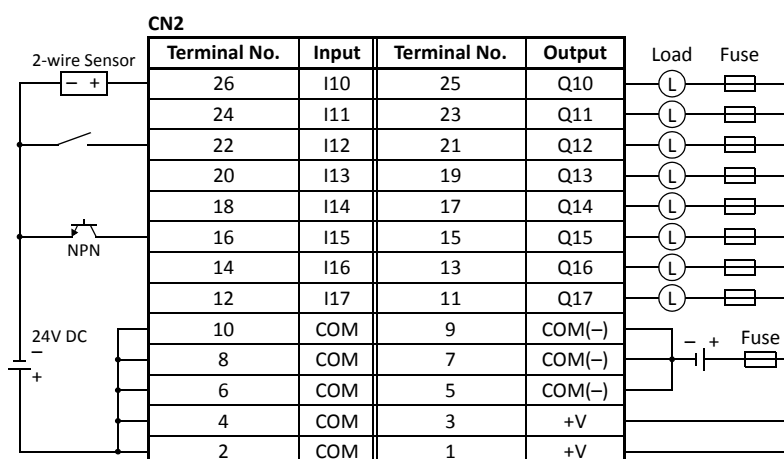 CN2
Terminal No. Input Terminal No. Output
2-wire Sensor Load Fuse
– + 26 I10 25 Q10 L
24 I11 23 Q11 L
22 I12 21 Q12 L
20 I13 19 Q13 L
18 I14 17 Q14 L
16 I15 15 Q15 L
NPN
14 I16 13 Q16 L
12 I17 11 Q17 L
24V DC 10 COM 9 COM(–) Fuse
– 8 COM 7 COM(–) – +
+ 6 COM 5 COM(–)
4 COM 3 +V
2 COM 1 +V